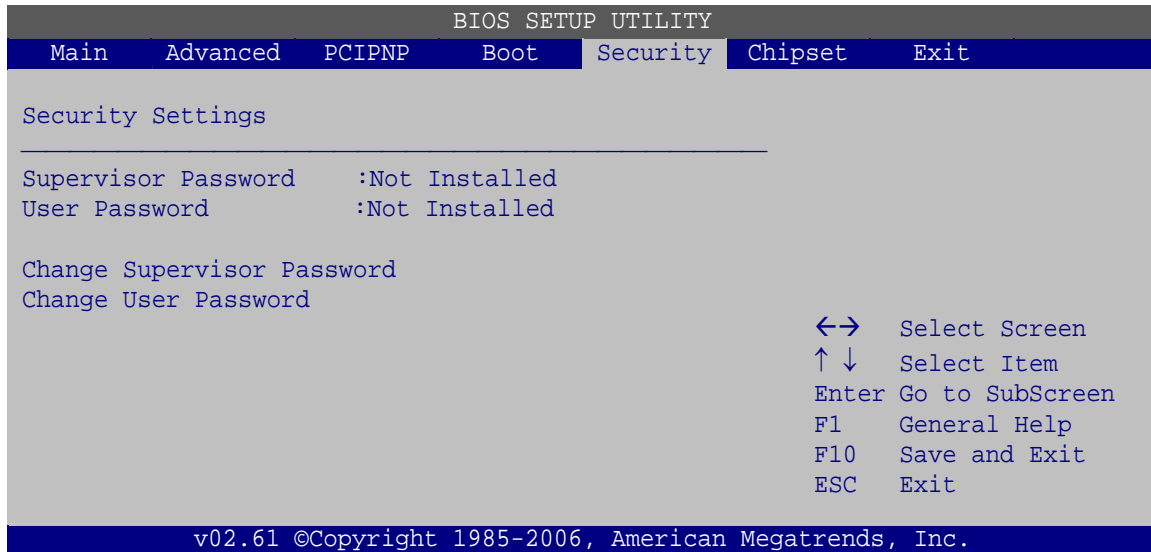 BIOS SETUP UTILITY
Main Advanced PCIPNP Boot Security Chipset Exit
Security Settings
Supervisor Password :Not Installed
User Password :Not Installed
Change Supervisor Password
Change User Password
←→ Select Screen
↑ ↓ Select Item
Enter Go to SubScreen
F1 General Help
F10 Save and Exit
ESC Exit
v02.61 ©Copyright 1985-2006, American Megatrends, Inc.